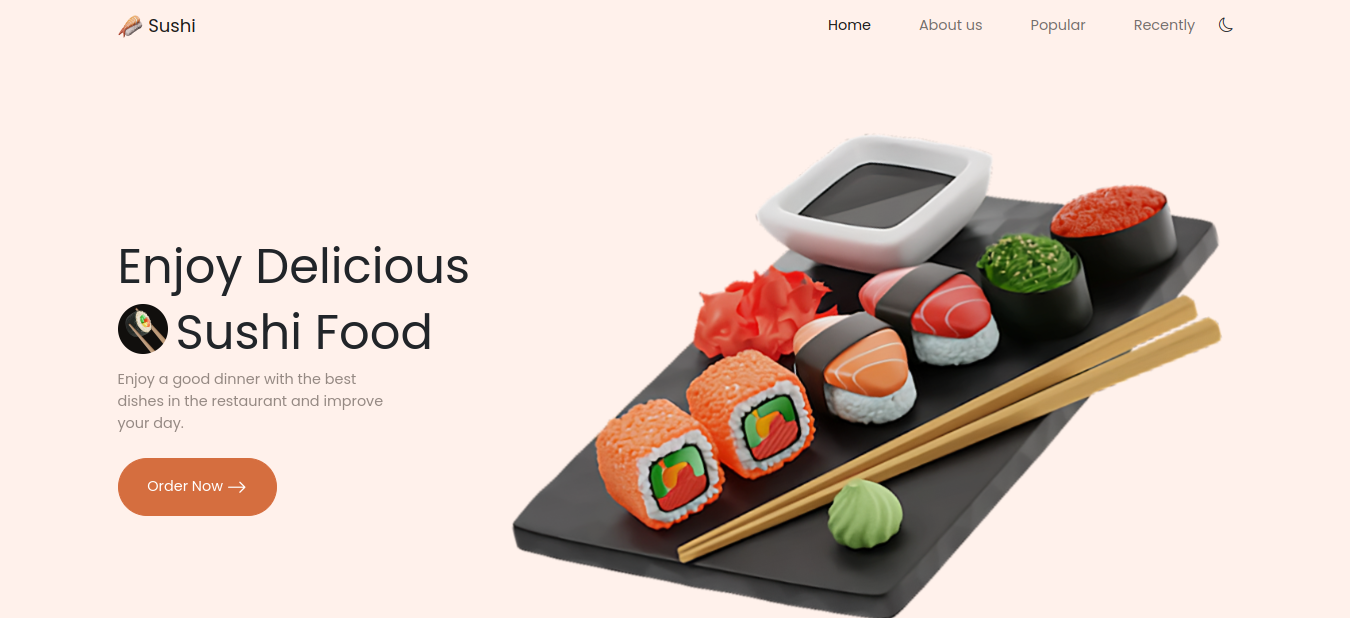 Sushi
Home About us Popular Recently
Enjoy Delicious
Sushi Food
Enjoy a good dinner with the best
dishes in the restaurant and improve
your day.
Order Now